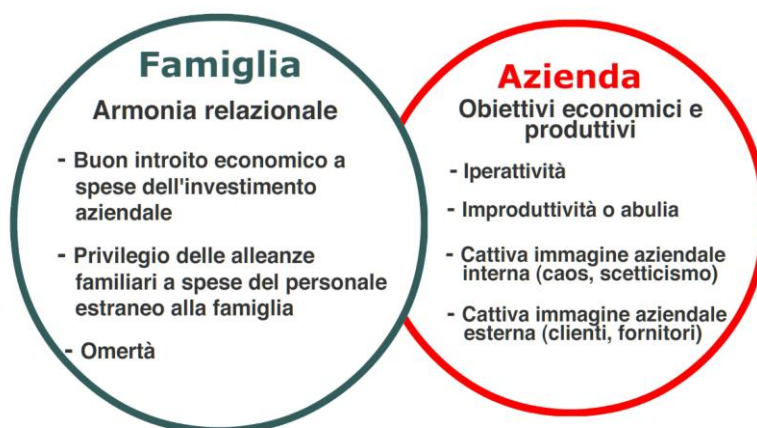 Famiglia
Armonia relazionale
- Buon introito economico a
spese dell'investimento
aziendale
- Privilegio delle alleanze
familiari a spese del personale
estraneo alla famiglia
- Omertà
Azienda
Obiettivi economici e
produttivi
- Iperattività
- Improduttività o abulia
- Cattiva immagine aziendale
interna (caos, scetticismo)
- Cattiva immagine aziendale
esterna (clienti, fornitori)